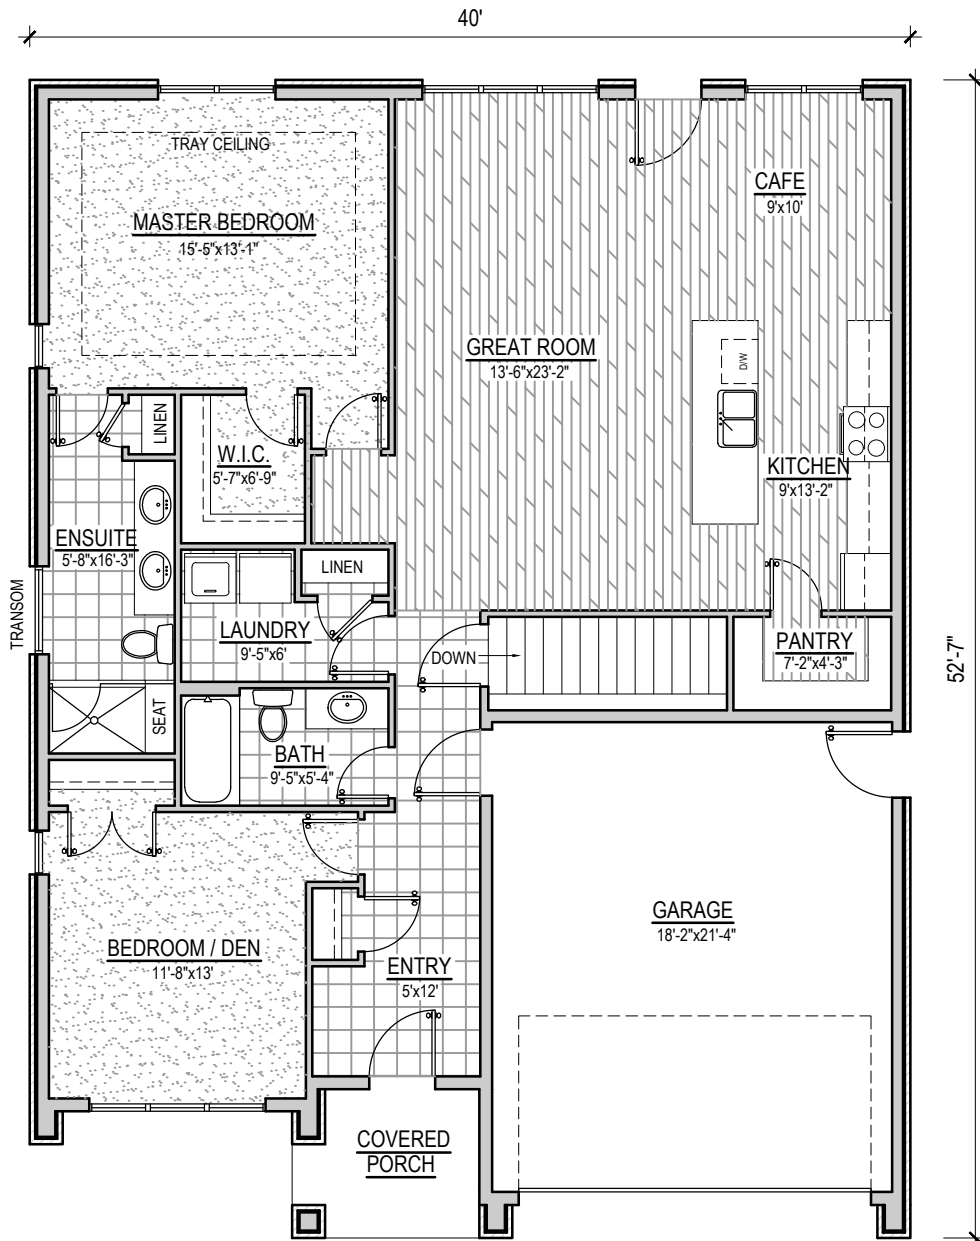 40'
TRAY CEILING
MASTER BEDROOM
15'-5"x13'-1"
CAFE
9'x10'
GREAT ROOM
13'-6"x23'-2"
D/W
LINEN
W.I.C.
5'-7"x6'-9"
KITCHEN
9'x13'-2"
ENSUITE
5'-8"x16'-3"
TRANSOM
LINEN
LAUNDRY
9'-5"x6'
DOWN
PANTRY
7'-2"x4'-3"
52'-7"
SEAT
BATH
9'-5"x5'-4"
GARAGE
18'-2"x21'-4"
BEDROOM / DEN
11'-8"x13'
ENTRY
5'x12'
COVERED
PORCH